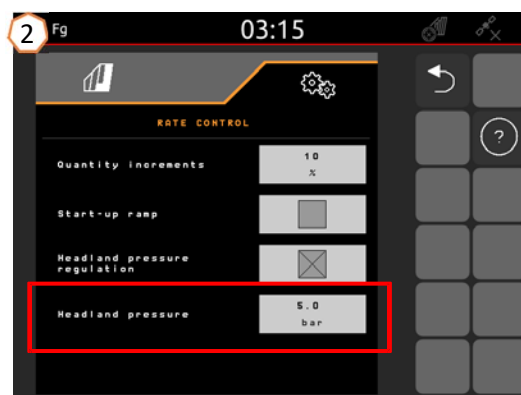 2
Fg
03:15
RATE CONTROL
Quantity increments
10
%
Start-up ramp
Headland pressure
regulation
Headland pressure
5.0
bar
?